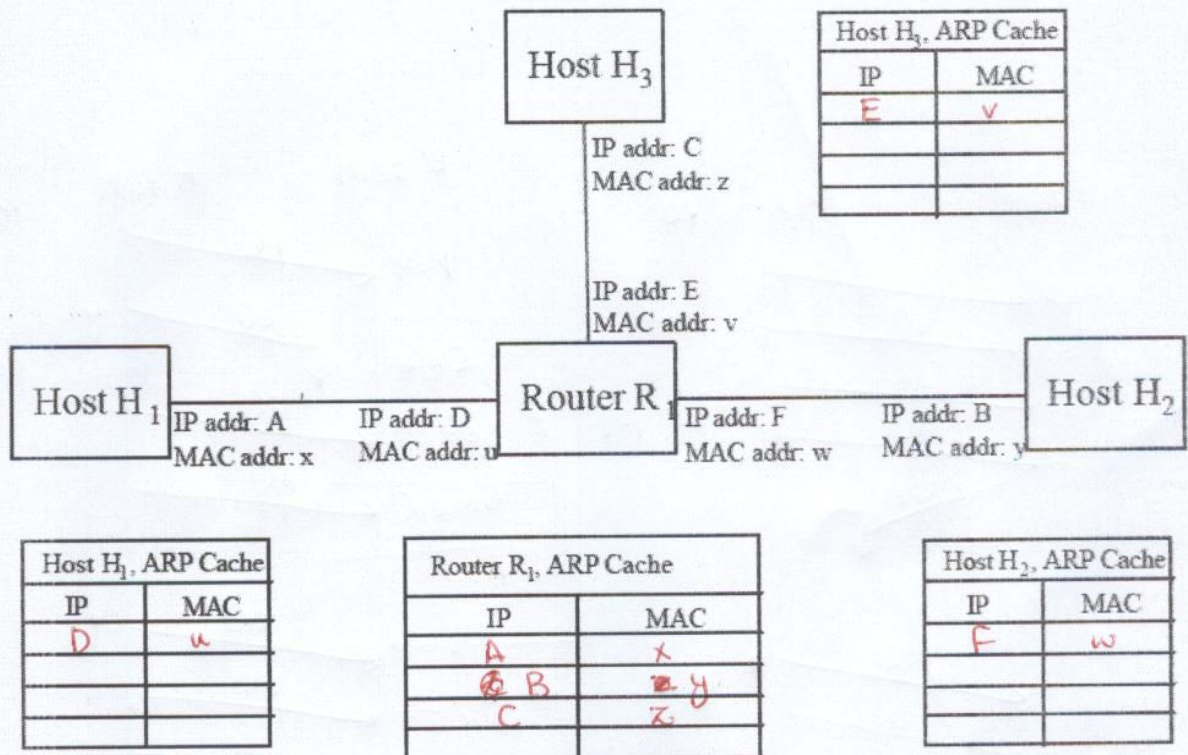 Host H₃
IP addr: C
MAC addr: z
Host H₃, ARP Cache
IP MAC
E v
IP addr: E
MAC addr: v
Host H₁
IP addr: A
MAC addr: x
IP addr: D
MAC addr: u
Router R₁
IP addr: F
MAC addr: w
IP addr: B
MAC addr: y
Host H₂
Host H₁, ARP Cache
IP MAC
D u
Router R₁, ARP Cache
IP MAC
A x
B y
C z
Host H₂, ARP Cache
IP MAC
F w